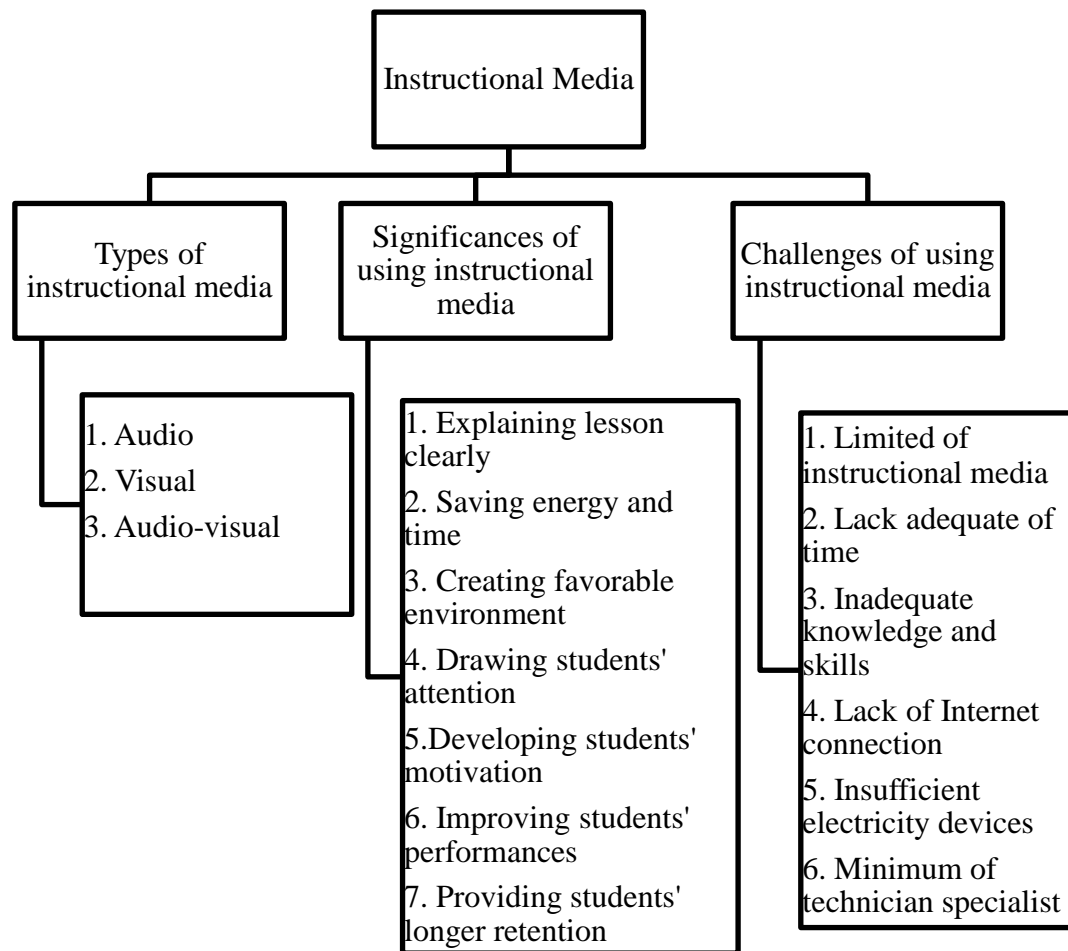 Instructional Media
Types of
instructional media
Significances of
using instructional
media
Challenges of using
instructional media
1. Audio
2. Visual
3. Audio-visual
1. Explaining lesson
clearly
2. Saving energy and
time
3. Creating favorable
environment
4. Drawing students'
attention
5.Developing students'
motivation
6. Improving students'
performances
7. Providing students'
longer retention
1. Limited of
instructional media
2. Lack adequate of
time
3. Inadequate
knowledge and
skills
4. Lack of Internet
connection
5. Insufficient
electricity devices
6. Minimum of
technician specialist